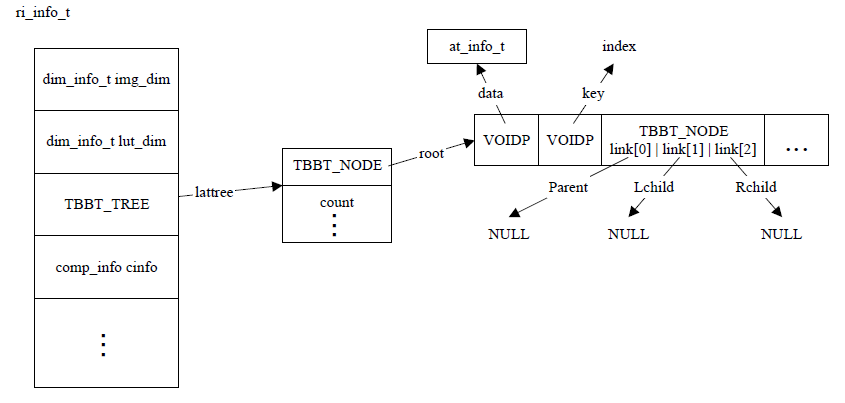 ri_info_t
dim_info_t img_dim
dim_info_t lut_dim
TBBT_TREE
comp_info cinfo
⋮
lattree
TBBT_NODE
count
⋮
root
at_info_t
index
data
key
VOIDP
VOIDP
TBBT_NODE
link[0] | link[1] | link[2]
...
Parent
Lchild
Rchild
NULL
NULL
NULL